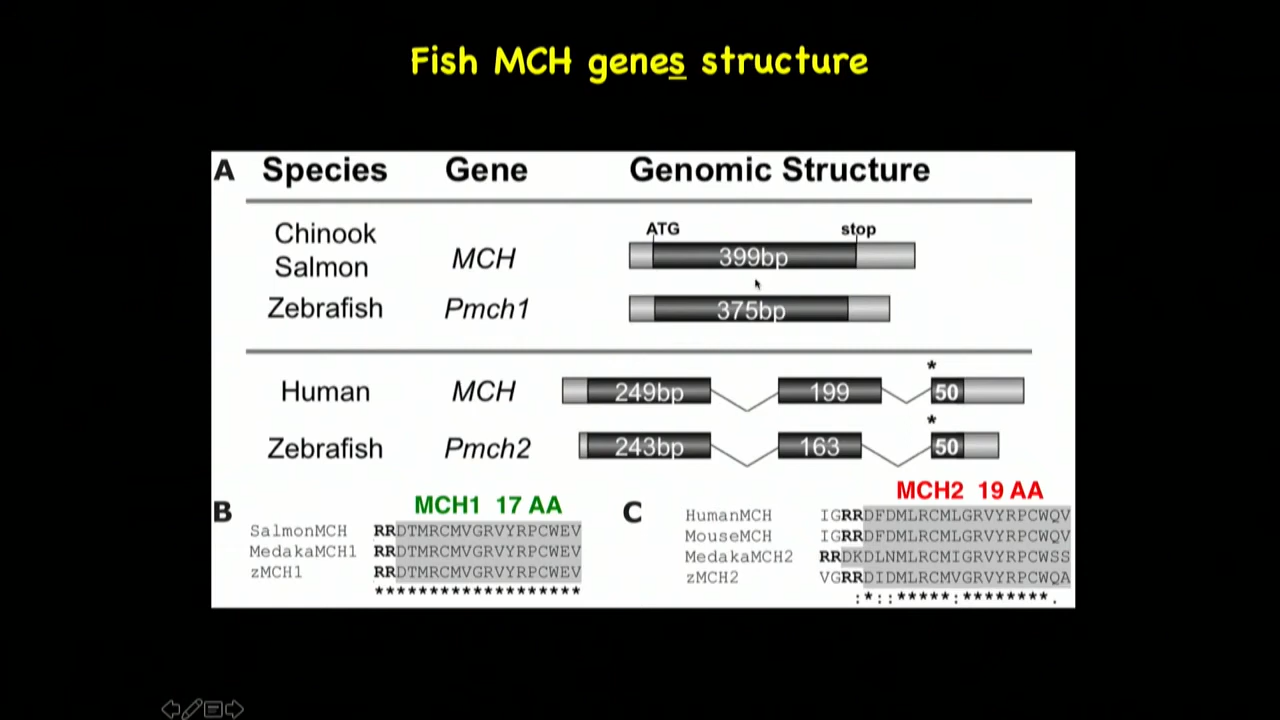 Fish MCH genes structure
A Species Gene Genomic Structure
ATG stop
Chinook
Salmon MCH 399bp
Zebrafish Pmch1 375bp
*
Human MCH 249bp 199 50
*
Zebrafish Pmch2 243bp 163 50
B MCH1 17 AA
SalmonMCH RRDTMRCMVGRVYRPCWEV
MedakaMCH1 RRDTMRCMVGRVYRPCWEV
zMCH1 RRDTMRCMVGRVYRPCWEV
*******************
C MCH2 19 AA
HumanMCH IGRRDFDMLRCMLGRVYRPCWQV
MouseMCH IGRRDFDMLRCMLGRVYRPCWQV
MedakaMCH2 RRDKDLNMLRCMIGRVYRPCWSS
zMCH2 VGRRDIDMLRCMVGRVYRPCWQA
:*::*****:********.